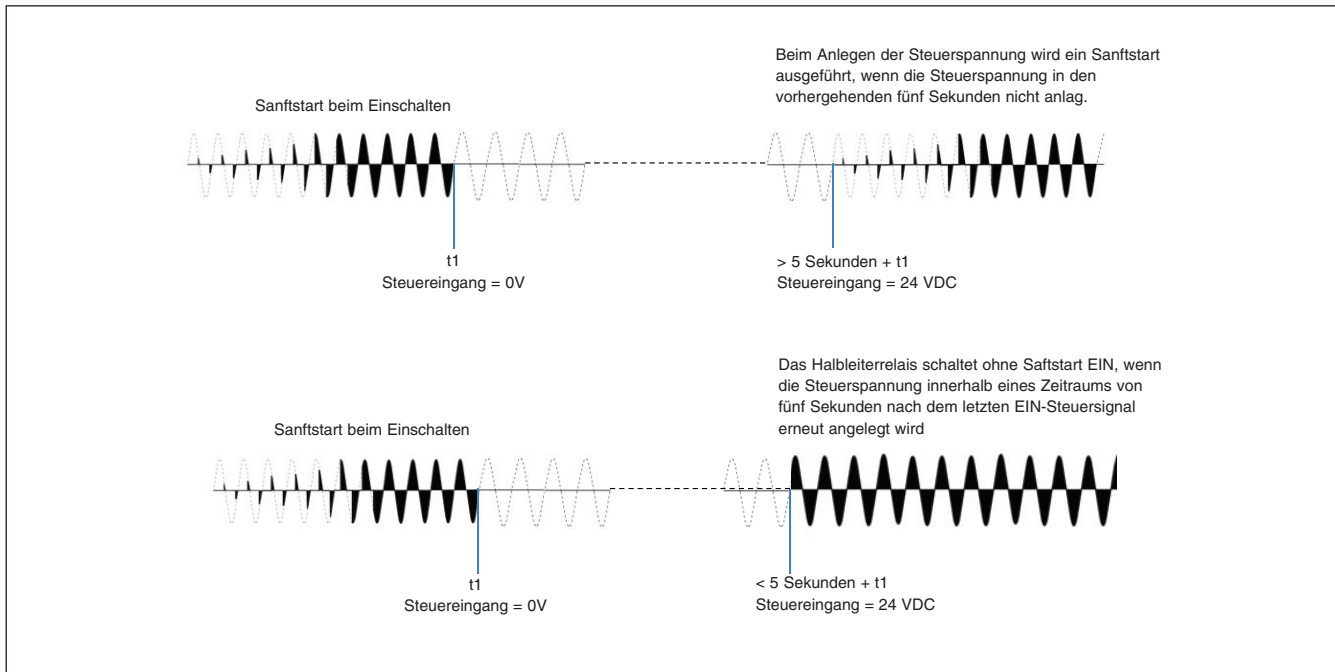 Beim Anlegen der Steuerspannung wird ein Sanftstart
ausgeführt, wenn die Steuerspannung in den
vorhergehenden fünf Sekunden nicht anlag.
Sanftstart beim Einschalten
t1
Steuereingang = 0V
> 5 Sekunden + t1
Steuereingang = 24 VDC
Das Halbleiterrelais schaltet ohne Saftstart EIN, wenn
die Steuerspannung innerhalb eines Zeitraums von
fünf Sekunden nach dem letzten EIN-Steuersignal
erneut angelegt wird
Sanftstart beim Einschalten
t1
Steuereingang = 0V
< 5 Sekunden + t1
Steuereingang = 24 VDC